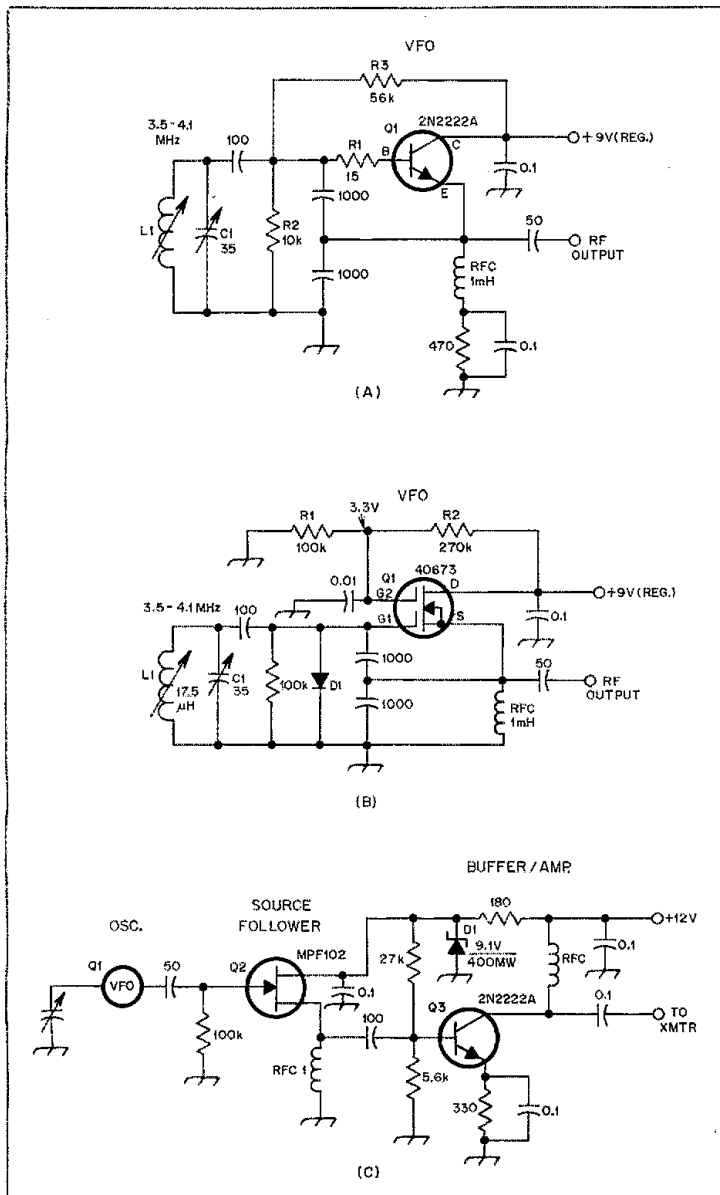 VFO
R3
56k
2N2222A
Q1
3.5-4.1
MHz
100
R1
15
B
C
E
+9V(REG.)
0.1
1000
L1
C1
35
R2
10k
50
RF
OUTPUT
1000
RFC
1mH
470
0.1
(A)
VFO
3.3V
R1
100k
R2
270k
Q1
40673
0.01
G2
D
+9V(REG.)
3.5-4.1 MHz
100
G1
S
0.1
1000
50
RF
OUTPUT
L1
17.5
μH
C1
35
100k
D1
1000
RFC
1mH
(B)
BUFFER/AMP.
SOURCE
FOLLOWER
180
+12V
OSC.
D1
9.1V
400MW
MPF102
27k
RFC
0.1
Q1
VFO
50
Q2
0.1
Q3
2N2222A
0.1
TO
XMTR
100k
100
RFC 1
5.6k
330
0.1
(C)